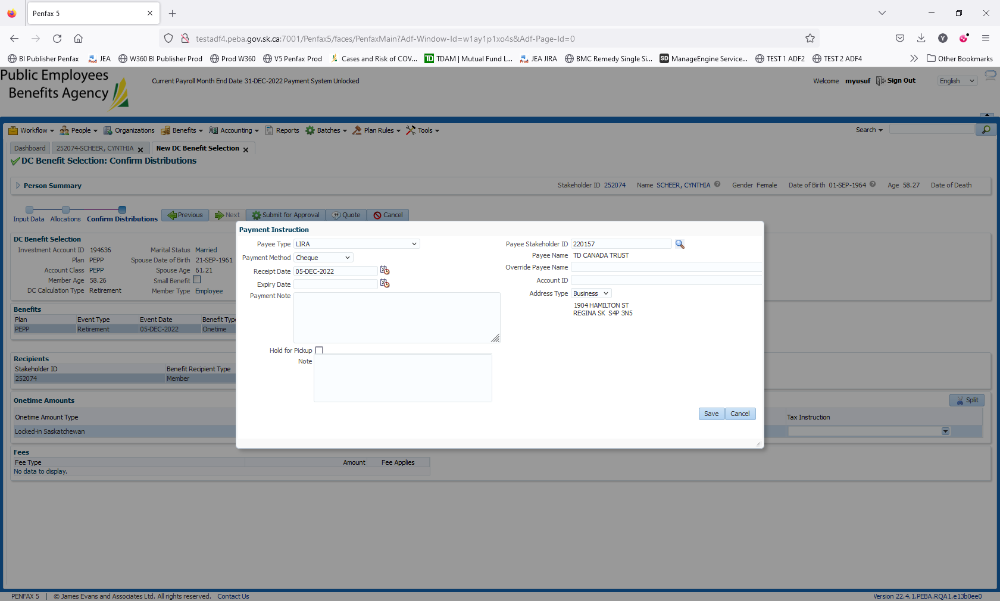 Penfax 5
testadf4.peba.gov.sk.ca:7001/Penfax5/faces/PenfaxMain?Adf-Window-Id=w1ay1p1xo4s&Adf-Page-Id=0
BI Publisher Penfax JEA W360 BI Publisher Prod Prod W360 V5 Penfax Prod Cases and Risk of COV... TDAM | Mutual Fund L... JEA JIRA BMC Remedy Single Si... ManageEngine Service... TEST 1 ADF2 TEST 2 ADF4 Other Bookmarks
Public Employees
Benefits Agency
Current Payroll Month End Date 31-DEC-2022 Payment System Unlocked
Welcome myusuf Sign Out English
Workflow People Organizations Benefits Accounting Reports Batches Plan Rules Tools Search
Dashboard 252074-SCHEER, CYNTHIA New DC Benefit Selection
DC Benefit Selection: Confirm Distributions
Person Summary Stakeholder ID 252074 Name SCHEER, CYNTHIA Gender Female Date of Birth 01-SEP-1964 Age 58.27 Date of Death
Input Data Allocations Confirm Distributions Previous Next Submit for Approval Quote Cancel
DC Benefit Selection
Investment Account ID 194636 Marital Status Married
Plan PEPP Spouse Date of Birth 21-SEP-1961
Account Class PEPP Spouse Age 61.21
Member Age 58.26 Small Benefit
DC Calculation Type Retirement Member Type Employee
Benefits
Plan Event Type Event Date Benefit Typ
PEPP Retirement 05-DEC-2022 Onetime
Recipients
Stakeholder ID Benefit Recipient Type
252074 Member
Onetime Amounts Split
Onetime Amount Type Tax Instruction
Locked-in Saskatchewan
Fees
Fee Type Amount Fee Applies
No data to display.
Payment Instruction
Payee Type LIRA
Payment Method Cheque
Receipt Date 05-DEC-2022
Expiry Date
Payment Note
Hold for Pickup
Note
Payee Stakeholder ID 220157
Payee Name TD CANADA TRUST
Override Payee Name
Account ID
Address Type Business
1904 HAMILTON ST
REGINA SK S4P 3N5
Save Cancel
PENFAX 5 | © James Evans and Associates Ltd. All rights reserved. Contact Us Version 22.4.1.PEBA.RQA1.e13b0ee0